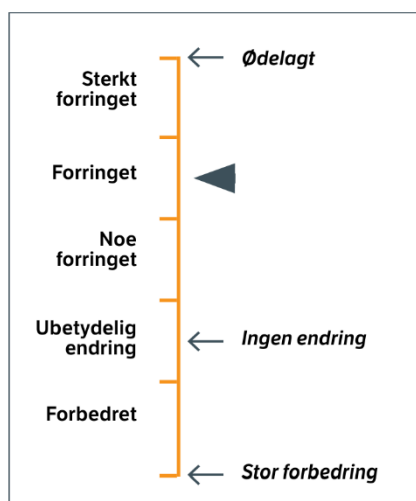 Ødelagt
Sterkt
forringet
Forringet
Noe
forringet
Ubetydelig
endring
Ingen endring
Forbedret
Stor forbedring